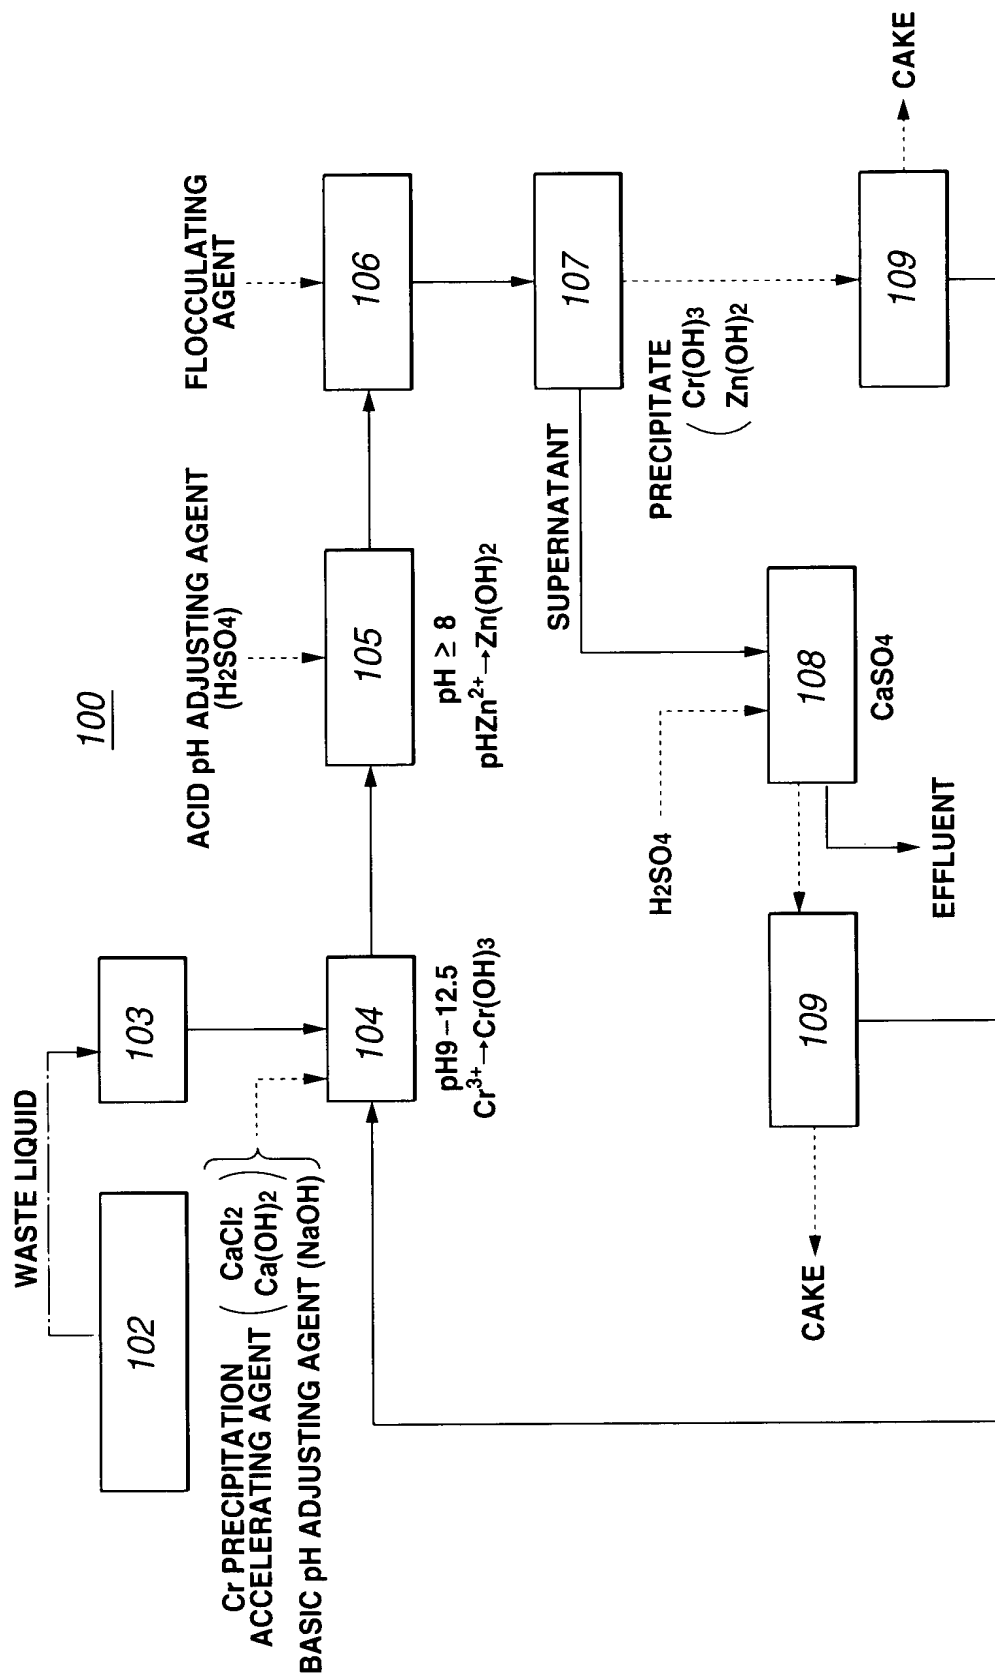 100
WASTE LIQUID
102
103
Cr PRECIPITATION
ACCELERATING AGENT
( CaCl2
Ca(OH)2 )
BASIC pH ADJUSTING AGENT (NaOH)
104
pH9–12.5
Cr3+→Cr(OH)3
ACID pH ADJUSTING AGENT
(H2SO4)
105
pH ≥ 8
pHZn2+→Zn(OH)2
FLOCCULATING
AGENT
106
107
SUPERNATANT
PRECIPITATE
( Cr(OH)3
Zn(OH)2 )
H2SO4
108
CaSO4
EFFLUENT
109
CAKE
109
CAKE